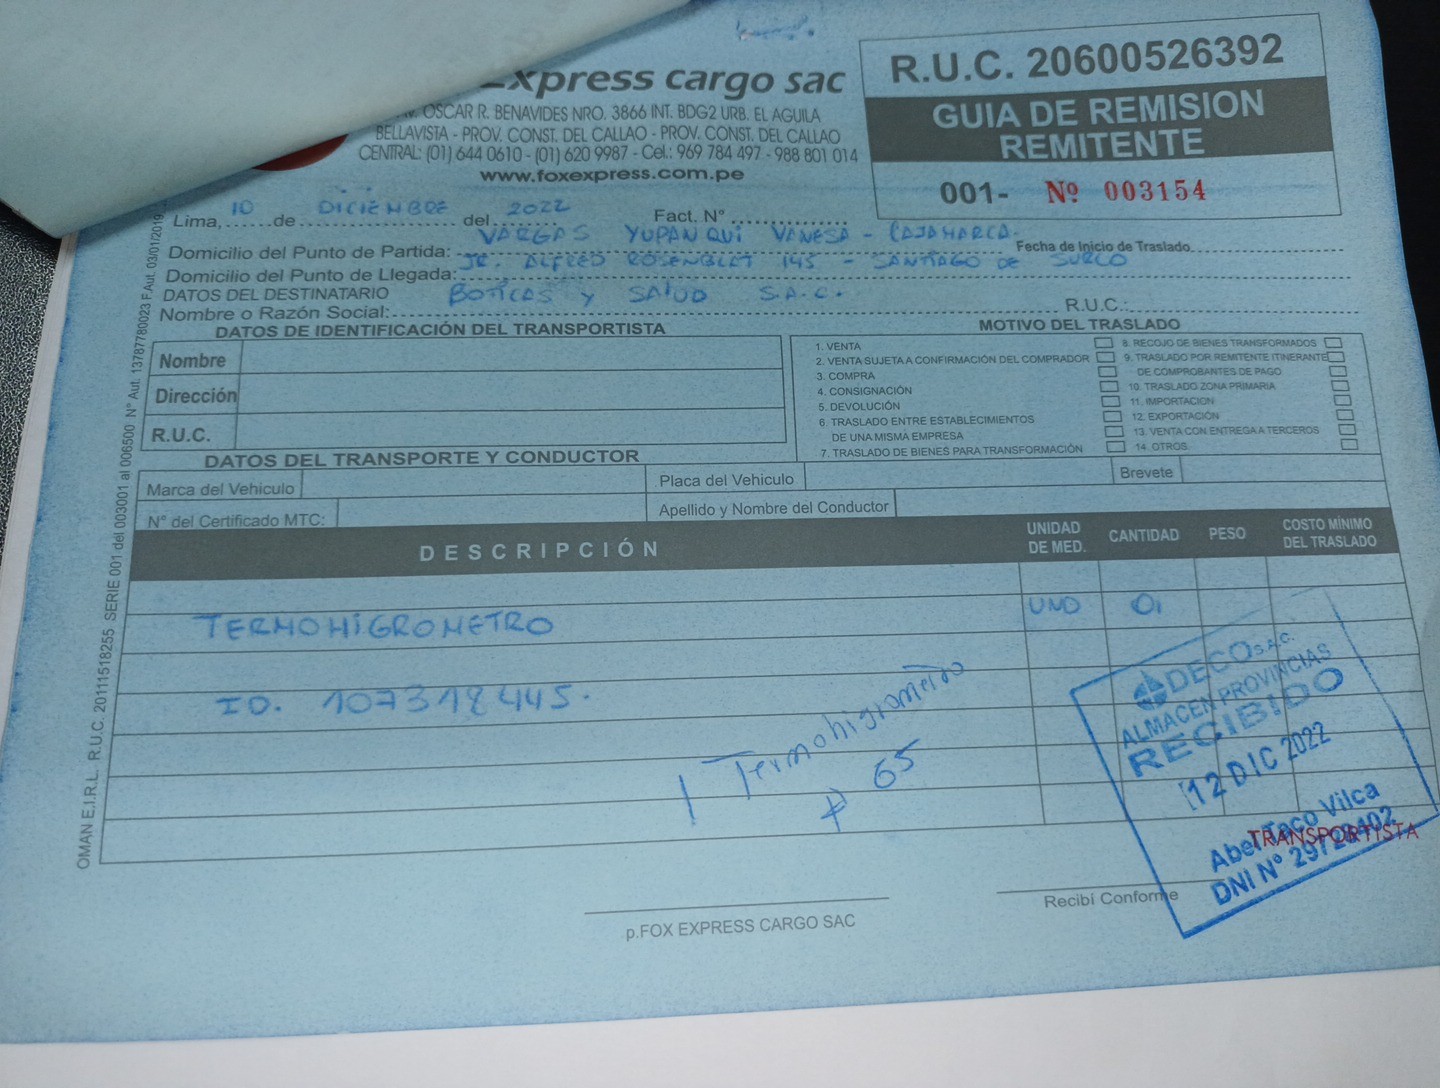 Express cargo sac
OSCAR R. BENAVIDES NRO. 3866 INT. BDG2 URB. EL AGUILA
BELLAVISTA - PROV. CONST. DEL CALLAO - PROV. CONST. DEL CALLAO
CENTRAL: (01) 644 0610 - (01) 620 9987 - Cel.: 969 784 497 - 988 801 014
www.foxexpress.com.pe
R.U.C. 20600526392
GUIA DE REMISION
REMITENTE
001- Nº 003154
Lima, 10 de DICIEMBRE del 2022 Fact. N°
Domicilio del Punto de Partida: VARGAS YUPANQUI VANESA - CAJAMARCA. Fecha de Inicio de Traslado
Domicilio del Punto de Llegada: JR. ALFRED ROSENBLET 145 - SANTIAGO DE SURCO
DATOS DEL DESTINATARIO
Nombre o Razón Social: BOTICAS Y SALUD S.A.C. R.U.C.:
DATOS DE IDENTIFICACIÓN DEL TRANSPORTISTA
Nombre
Dirección
R.U.C.
MOTIVO DEL TRASLADO
1. VENTA
2. VENTA SUJETA A CONFIRMACIÓN DEL COMPRADOR
3. COMPRA
4. CONSIGNACIÓN
5. DEVOLUCIÓN
6. TRASLADO ENTRE ESTABLECIMIENTOS
DE UNA MISMA EMPRESA
7. TRASLADO DE BIENES PARA TRANSFORMACIÓN
8. RECOJO DE BIENES TRANSFORMADOS
9. TRASLADO POR REMITENTE ITINERANTE
DE COMPROBANTES DE PAGO
10. TRASLADO ZONA PRIMARIA
11. IMPORTACIÓN
12. EXPORTACIÓN
13. VENTA CON ENTREGA A TERCEROS
14. OTROS
DATOS DEL TRANSPORTE Y CONDUCTOR
Marca del Vehiculo Placa del Vehiculo Brevete
N° del Certificado MTC: Apellido y Nombre del Conductor
DESCRIPCIÓN UNIDAD DE MED. CANTIDAD PESO COSTO MÍNIMO DEL TRASLADO
TERMOHIGROMETRO UND 01
ID. 107318445.
1 Termohigrometro
65
DECO S.A.C.
ALMACEN PROVINCIAS
RECIBIDO
12 DIC 2022
Abel Taco Vilca
DNI N°
TRANSPORTISTA
p.FOX EXPRESS CARGO SAC
Recibí Conforme
OMAN E.I.R.L. R.U.C. 20111518255 SERIE 001 del 003001 al 006500 N° Aut. 13787780023 F.Aut. 03/01/2019